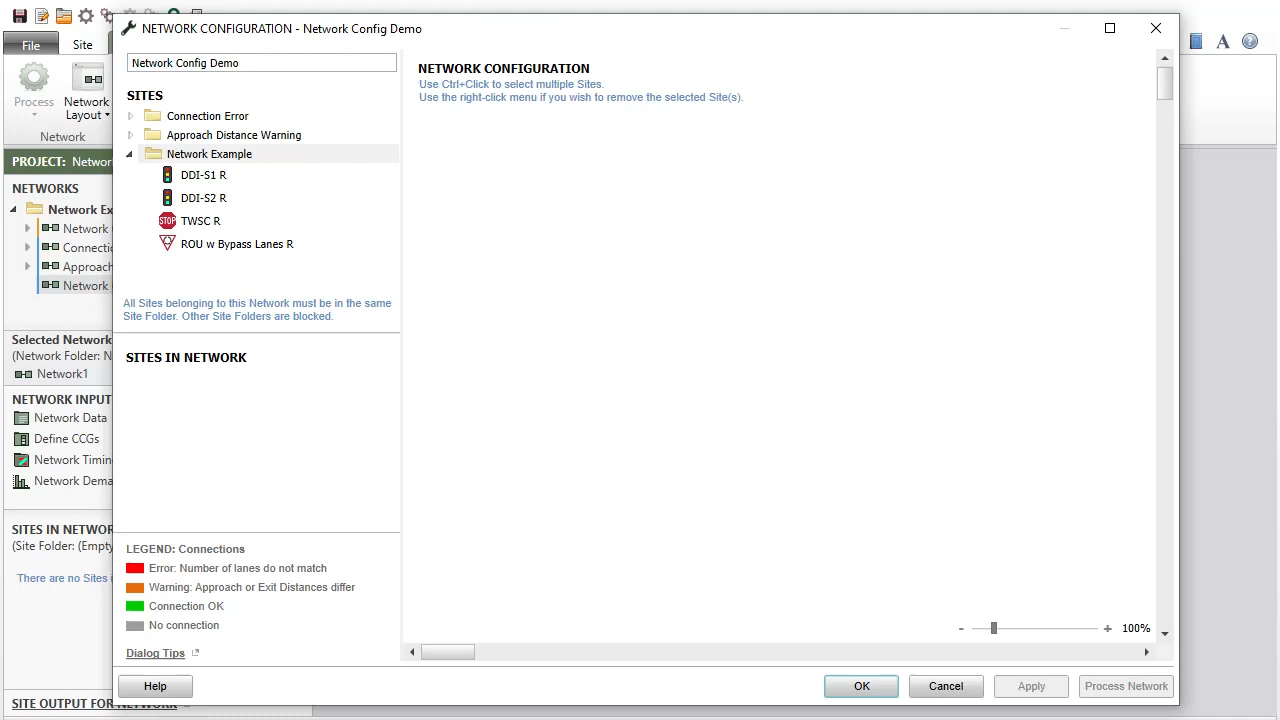 NETWORK CONFIGURATION - Network Config Demo
File
Site
Process
Network
Layout
Network
PROJECT: Networ
NETWORKS
Network Ex
Network
Connectio
Approach
Network
Selected Network
(Network Folder: N
Network1
NETWORK INPUT
Network Data
Define CCGs
Network Timin
Network Dema
SITES IN NETWOR
(Site Folder: (Empty
There are no Sites i
SITE OUTPUT FOR NETWORK
Network Config Demo
SITES
Connection Error
Approach Distance Warning
Network Example
DDI-S1 R
DDI-S2 R
STOP
TWSC R
ROU w Bypass Lanes R
All Sites belonging to this Network must be in the same
Site Folder. Other Site Folders are blocked.
SITES IN NETWORK
LEGEND: Connections
Error: Number of lanes do not match
Warning: Approach or Exit Distances differ
Connection OK
No connection
Dialog Tips
NETWORK CONFIGURATION
Use Ctrl+Click to select multiple Sites.
Use the right-click menu if you wish to remove the selected Site(s).
- + 100%
Help
OK
Cancel
Apply
Process Network
A
?